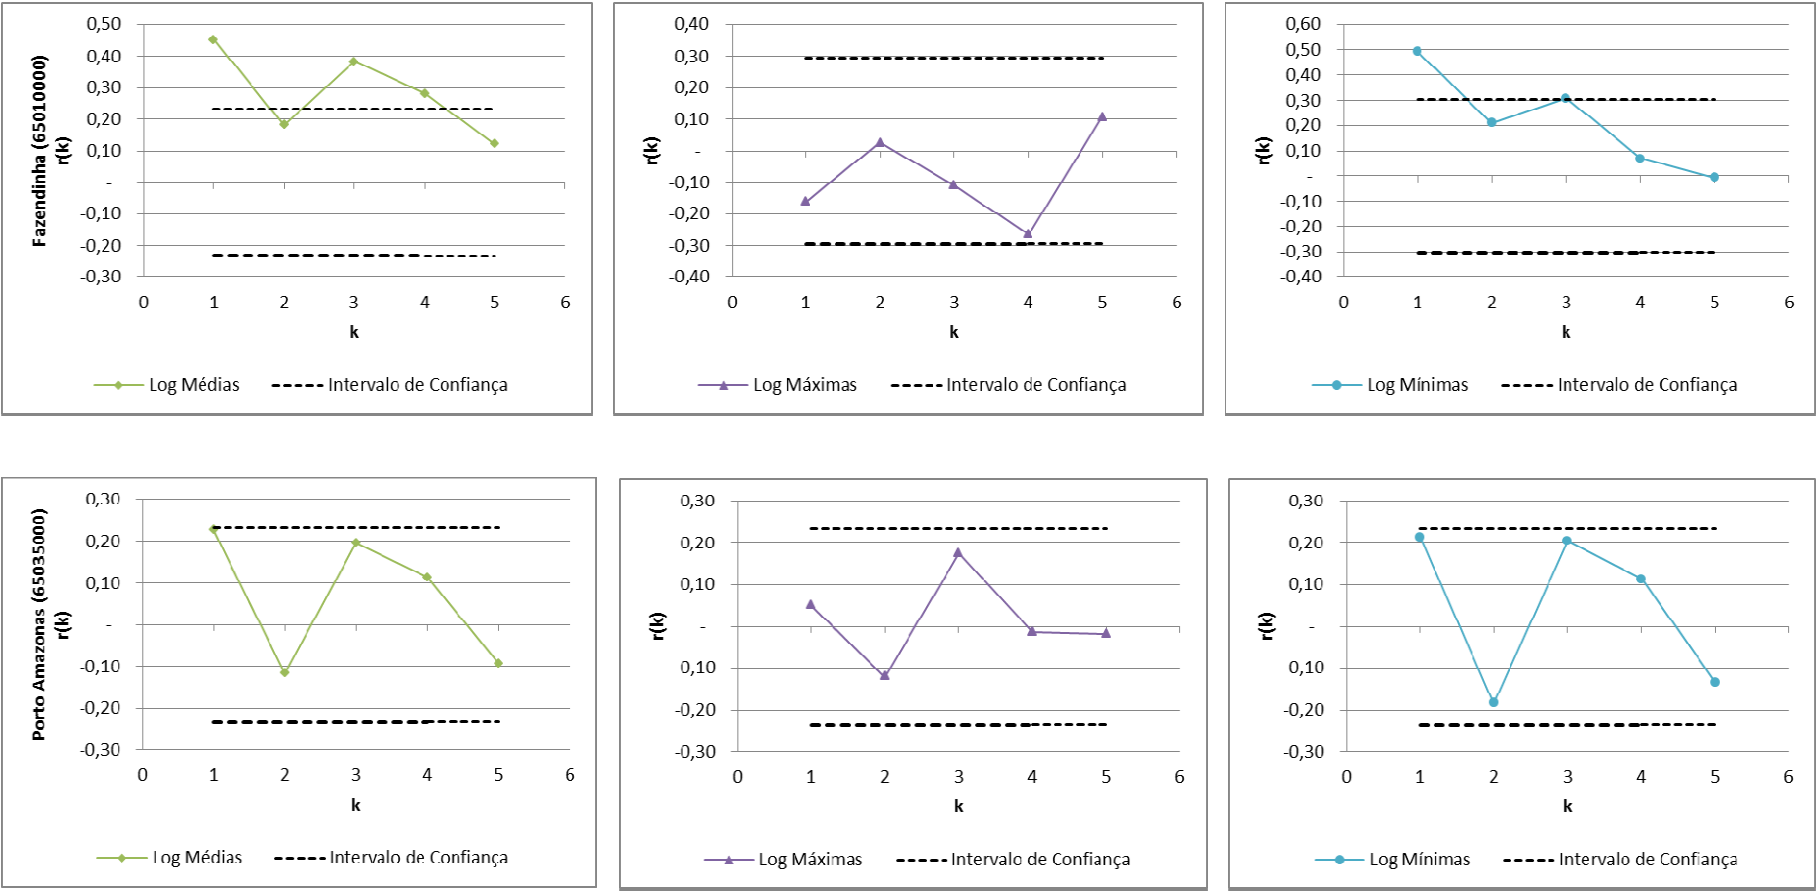 Fazendinha (65010000)
r(k)
0,50
0,40
0,30
0,20
0,10
-
-0,10
-0,20
-0,30
0 1 2 3 4 5 6
k
Log Médias Intervalo de Confiança
r(k)
0,40
0,30
0,20
0,10
-
-0,10
-0,20
-0,30
-0,40
0 1 2 3 4 5 6
k
Log Máximas Intervalo de Confiança
r(k)
0,60
0,50
0,40
0,30
0,20
0,10
-
-0,10
-0,20
-0,30
-0,40
0 1 2 3 4 5 6
k
Log Mínimas Intervalo de Confiança
Porto Amazonas (65035000)
r(k)
0,30
0,20
0,10
-
-0,10
-0,20
-0,30
0 1 2 3 4 5 6
k
Log Médias Intervalo de Confiança
r(k)
0,30
0,20
0,10
-
0,10
-0,20
-0,30
0 1 2 3 4 5 6
k
Log Máximas Intervalo de Confiança
r(k)
0,30
0,20
0,10
-
0,10
-0,20
-0,30
0 1 2 3 4 5 6
k
Log Mínimas Intervalo de Confiança